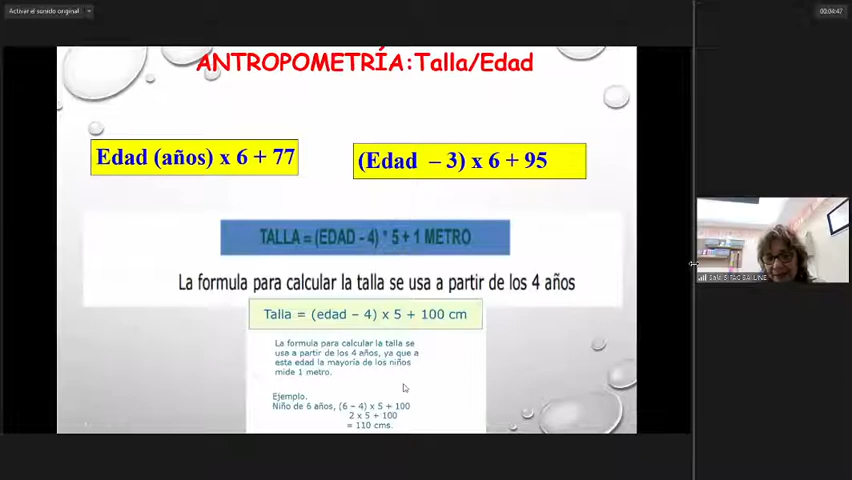 Activar el sonido original
00:04:47
ANTROPOMETRÍA:Talla/Edad
Edad (años) x 6 + 77
(Edad – 3) x 6 + 95
TALLA = (EDAD - 4) * 5 + 1 METRO
La formula para calcular la talla se usa a partir de los 4 años
Talla = (edad – 4) x 5 + 100 cm
La formula para calcular la talla se
usa a partir de los 4 años, ya que a
esta edad la mayoría de los niños
mide 1 metro.
Ejemplo.
Niño de 6 años, (6 – 4) x 5 + 100
2 x 5 + 100
= 110 cms.